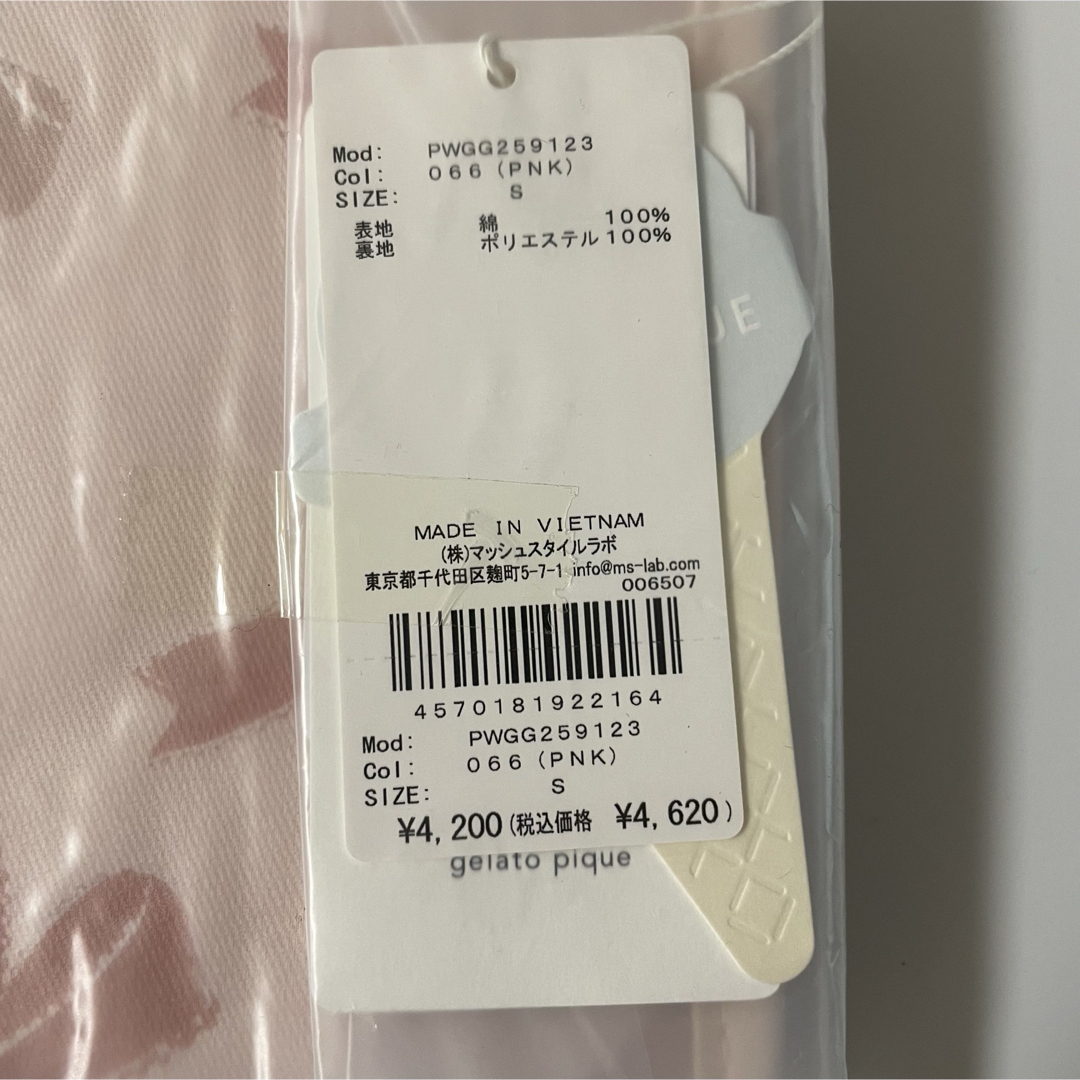 Mod: PWGG259123
Col: 066 (PNK)
SIZE: S
表地 綿 100%
裏地 ポリエステル 100%
UE
MADE IN VIETNAM
(株)マッシュスタイルラボ
東京都千代田区麹町5-7-1 info@ms-lab.com
006507
4570181922164
Mod: PWGG259123
Col: 066 (PNK)
SIZE: S
¥4,200(税込価格 ¥4,620)
gelato pique